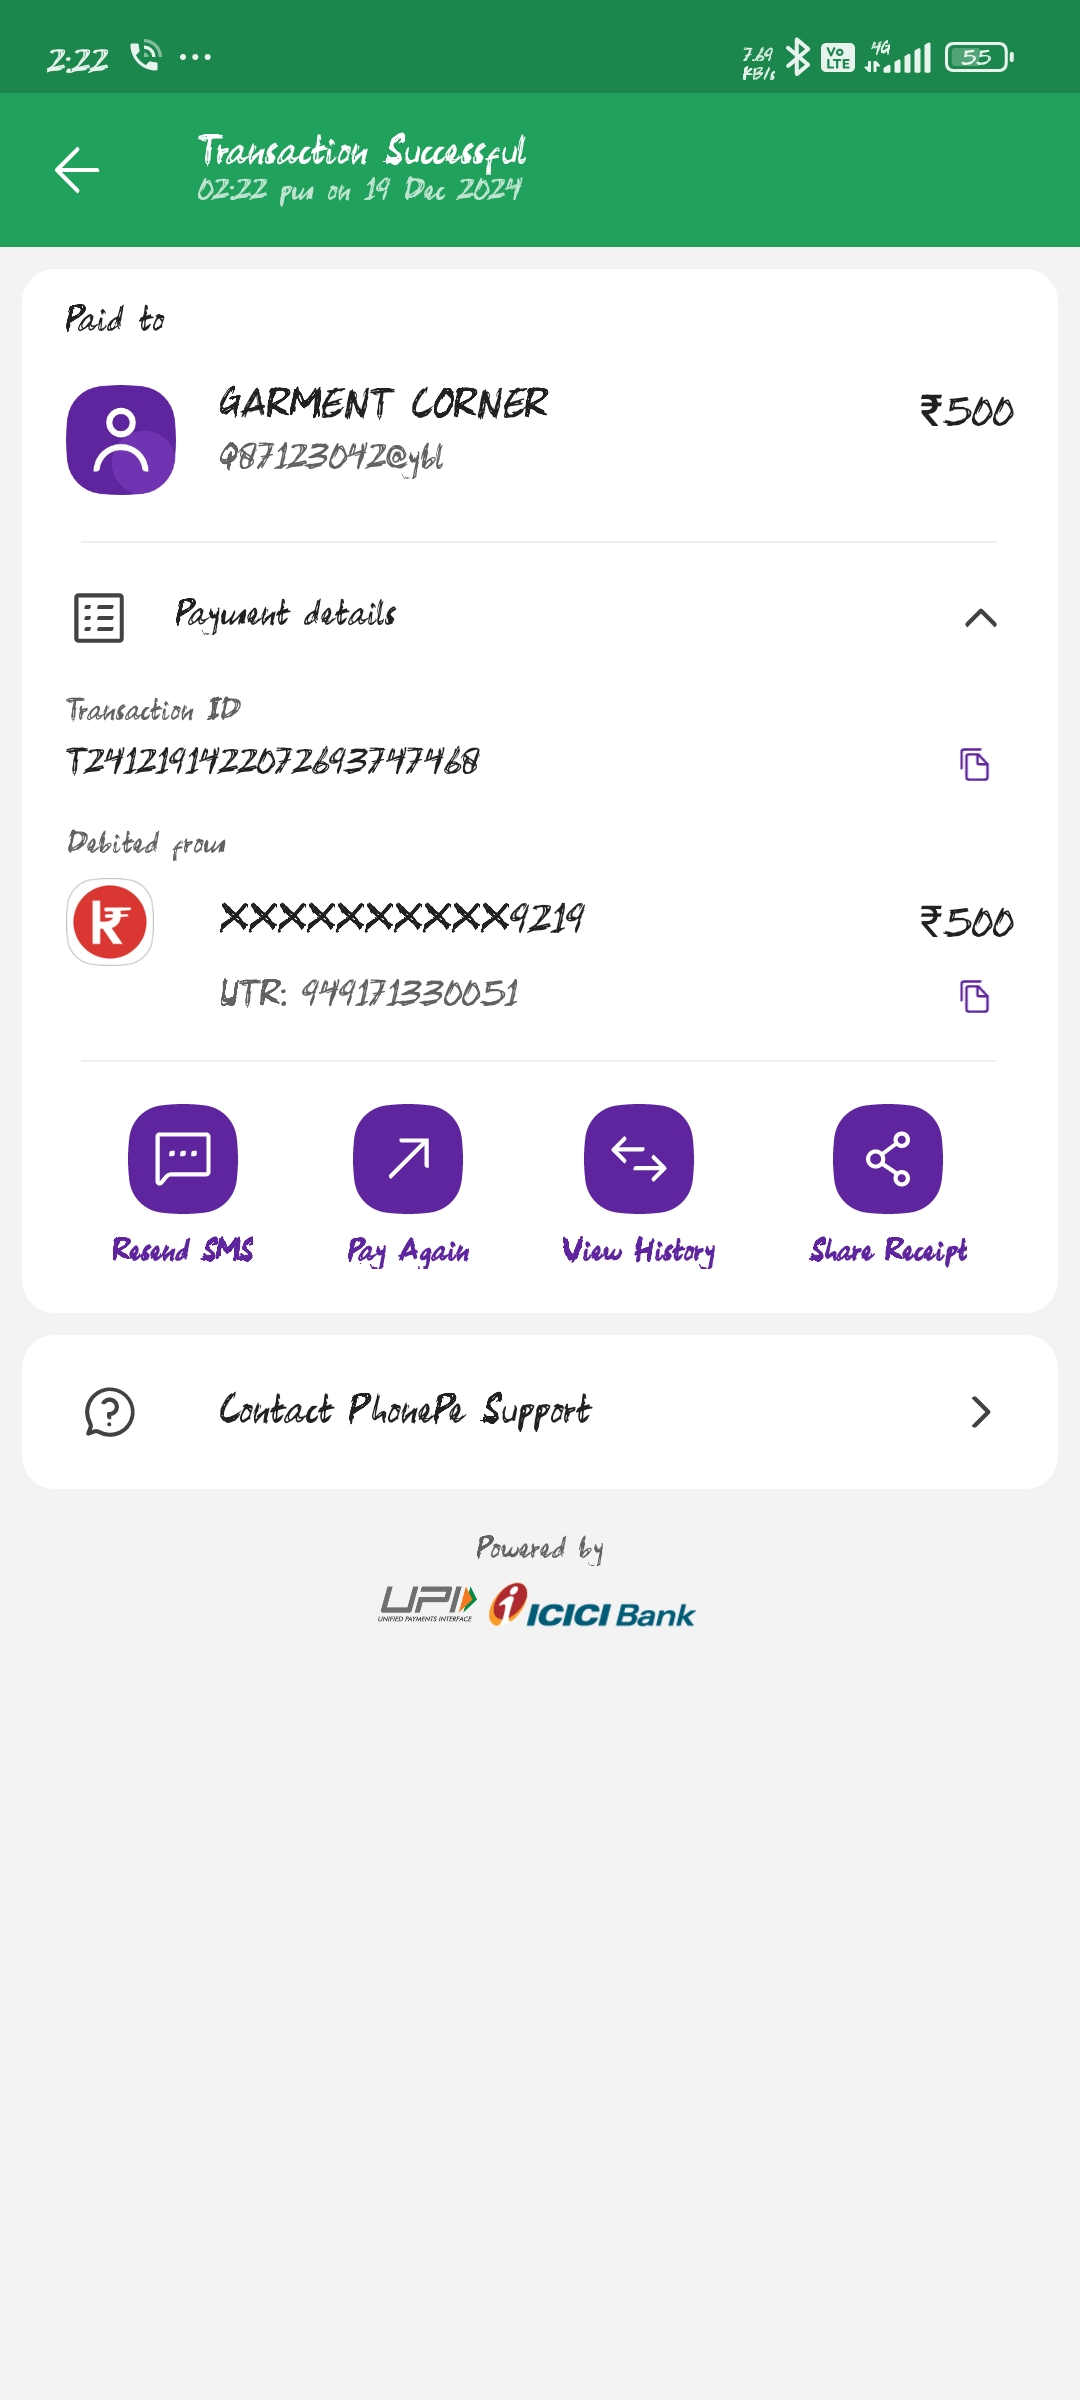 2:22 ... 7.69 KB/s Vo LTE 4G 55
Transaction Successful
02:22 pm on 19 Dec 2024
Paid to
GARMENT CORNER ₹500
Q87123042@ybl
Payment details
Transaction ID
T2412191422072693747468
Debited from
XXXXXXXXXX9219 ₹500
UTR: 949171330051
Resend SMS Pay Again View History Share Receipt
Contact PhonePe Support
Powered by
UPI ICICI Bank
UNIFIED PAYMENTS INTERFACE